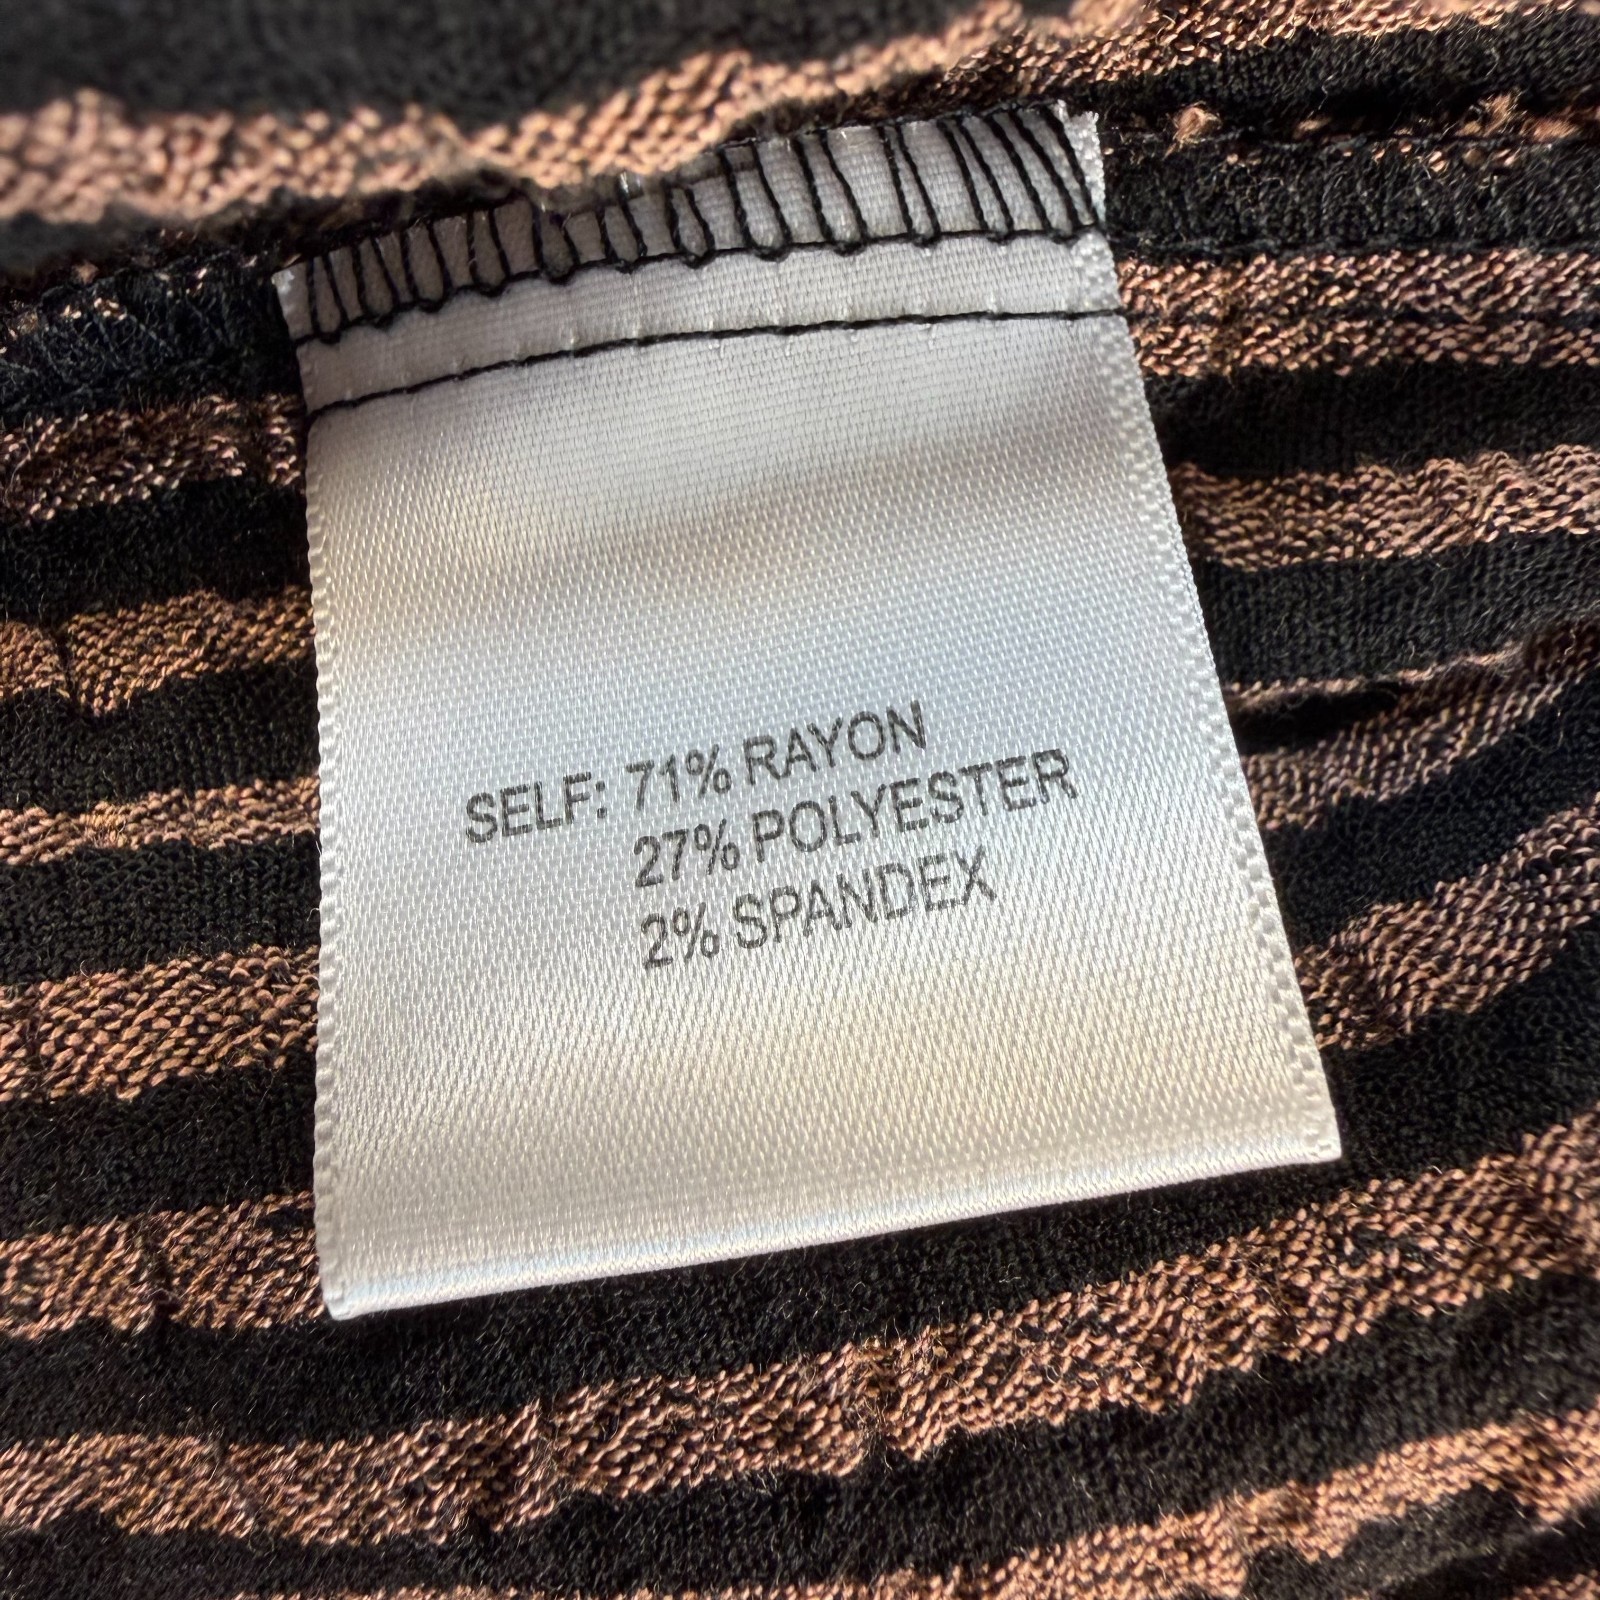 SELF: 71% RAYON
27% POLYESTER
2% SPANDEX